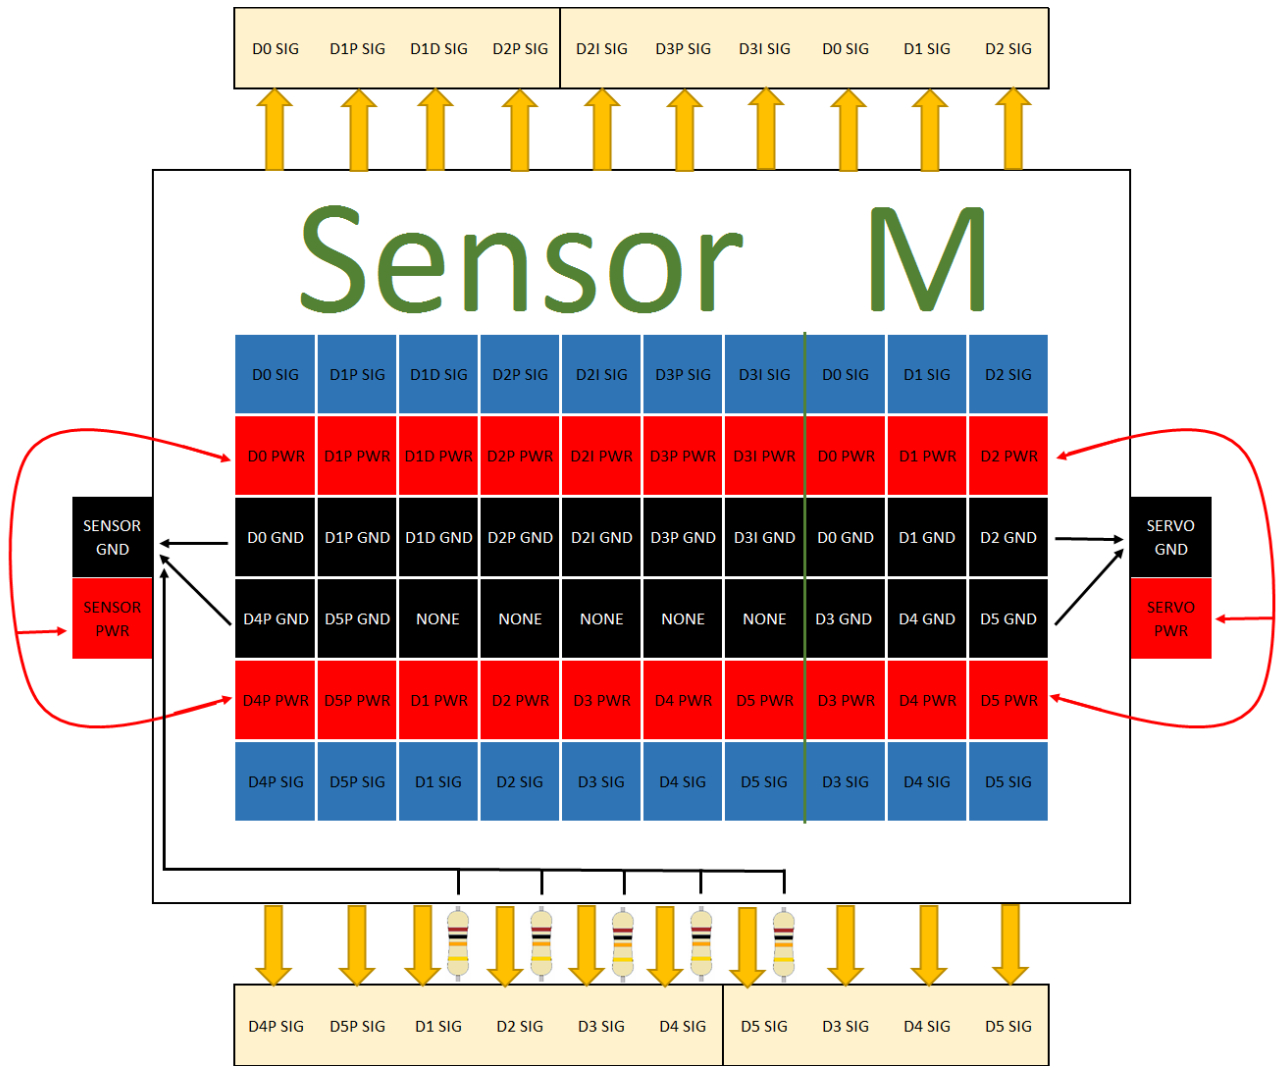 D0 SIG D1P SIG D1D SIG D2P SIG D2I SIG D3P SIG D3I SIG D0 SIG D1 SIG D2 SIG
Sensor M
D0 SIG D1P SIG D1D SIG D2P SIG D2I SIG D3P SIG D3I SIG D0 SIG D1 SIG D2 SIG
D0 PWR D1P PWR D1D PWR D2P PWR D2I PWR D3P PWR D3I PWR D0 PWR D1 PWR D2 PWR
SENSOR
GND
D0 GND D1P GND D1D GND D2P GND D2I GND D3P GND D3I GND D0 GND D1 GND D2 GND
SERVO
GND
SENSOR
PWR
D4P GND D5P GND NONE NONE NONE NONE NONE D3 GND D4 GND D5 GND
SERVO
PWR
D4P PWR D5P PWR D1 PWR D2 PWR D3 PWR D4 PWR D5 PWR D3 PWR D4 PWR D5 PWR
D4P SIG D5P SIG D1 SIG D2 SIG D3 SIG D4 SIG D5 SIG D3 SIG D4 SIG D5 SIG
D4P SIG D5P SIG D1 SIG D2 SIG D3 SIG D4 SIG D5 SIG D3 SIG D4 SIG D5 SIG